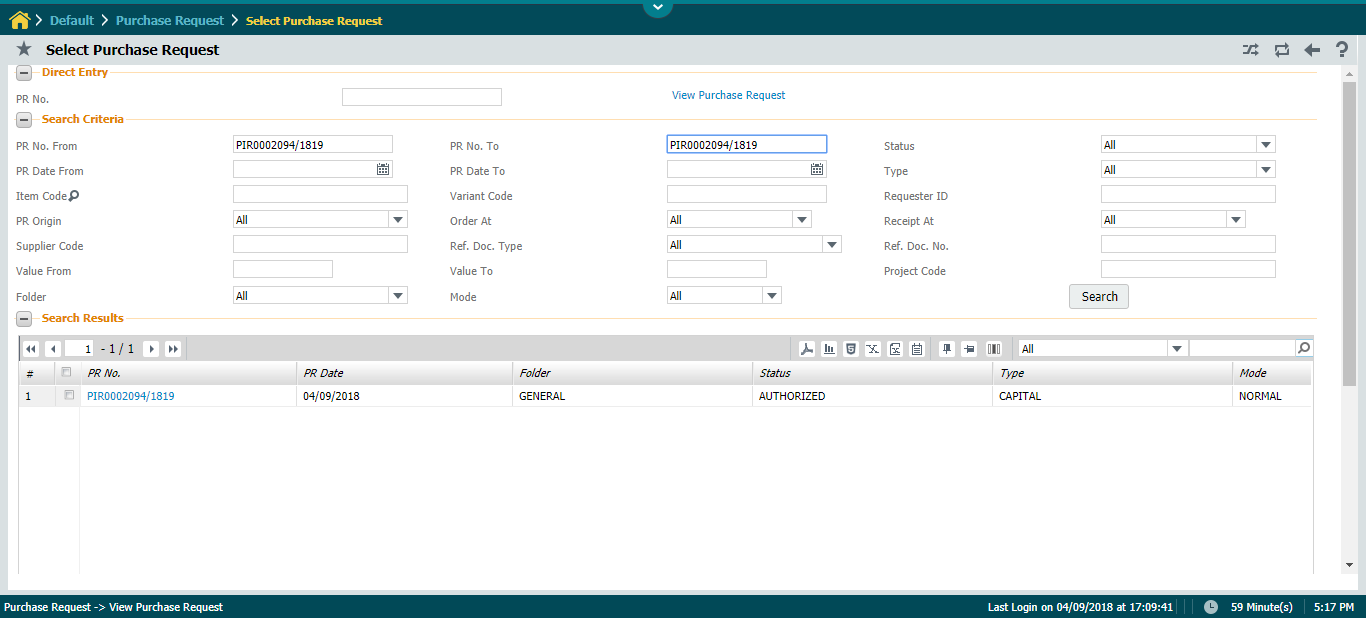 Default Purchase Request Select Purchase Request
Select Purchase Request
Direct Entry
PR No. View Purchase Request
Search Criteria
PR No. From PIR0002094/1819 PR No. To PIR0002094/1819 Status All
PR Date From PR Date To Type All
Item Code Variant Code Requester ID
PR Origin All Order At All Receipt At All
Supplier Code Ref. Doc. Type All Ref. Doc. No.
Value From Value To Project Code
Folder All Mode All Search
Search Results
1 - 1 / 1 All
# PR No. PR Date Folder Status Type Mode
1 PIR0002094/1819 04/09/2018 GENERAL AUTHORIZED CAPITAL NORMAL
Purchase Request -> View Purchase Request Last Login on 04/09/2018 at 17:09:41 59 Minute(s) 5:17 PM